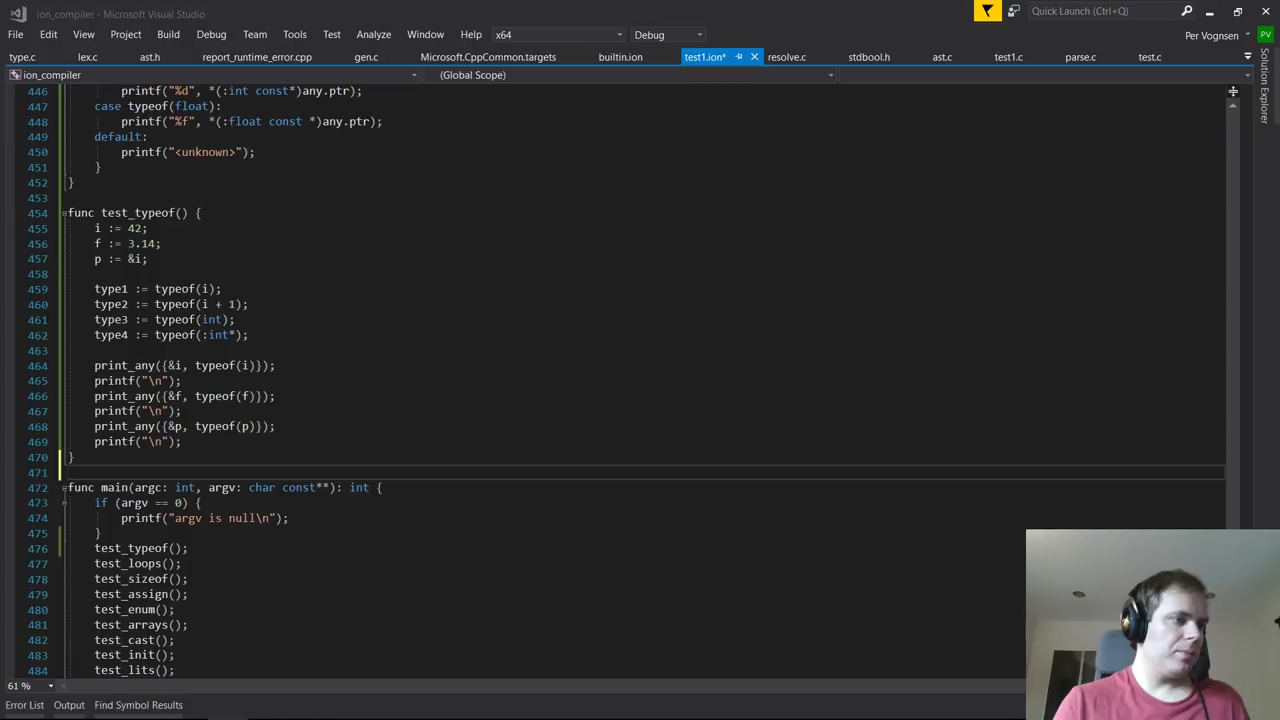 ion_compiler - Microsoft Visual Studio
Quick Launch (Ctrl+Q)
File Edit View Project Build Debug Team Tools Test Analyze Window Help x64 Debug Per Vognsen PV
type.c lex.c ast.h report_runtime_error.cpp gen.c Microsoft.CppCommon.targets builtin.ion test1.ion* resolve.c stdbool.h ast.c test1.c parse.c test.c
ion_compiler (Global Scope)
Solution Explorer
446 printf("%d", *(:int const*)any.ptr);
447 case typeof(float):
448 printf("%f", *(:float const *)any.ptr);
449 default:
450 printf("<unknown>");
451 }
452 }
453
454 func test_typeof() {
455 i := 42;
456 f := 3.14;
457 p := &i;
458
459 type1 := typeof(i);
460 type2 := typeof(i + 1);
461 type3 := typeof(int);
462 type4 := typeof(:int*);
463
464 print_any({&i, typeof(i)});
465 printf("\n");
466 print_any({&f, typeof(f)});
467 printf("\n");
468 print_any({&p, typeof(p)});
469 printf("\n");
470 }
471
472 func main(argc: int, argv: char const**): int {
473 if (argv == 0) {
474 printf("argv is null\n");
475 }
476 test_typeof();
477 test_loops();
478 test_sizeof();
479 test_assign();
480 test_enum();
481 test_arrays();
482 test_cast();
483 test_init();
484 test_lits();
61 %
Error List Output Find Symbol Results